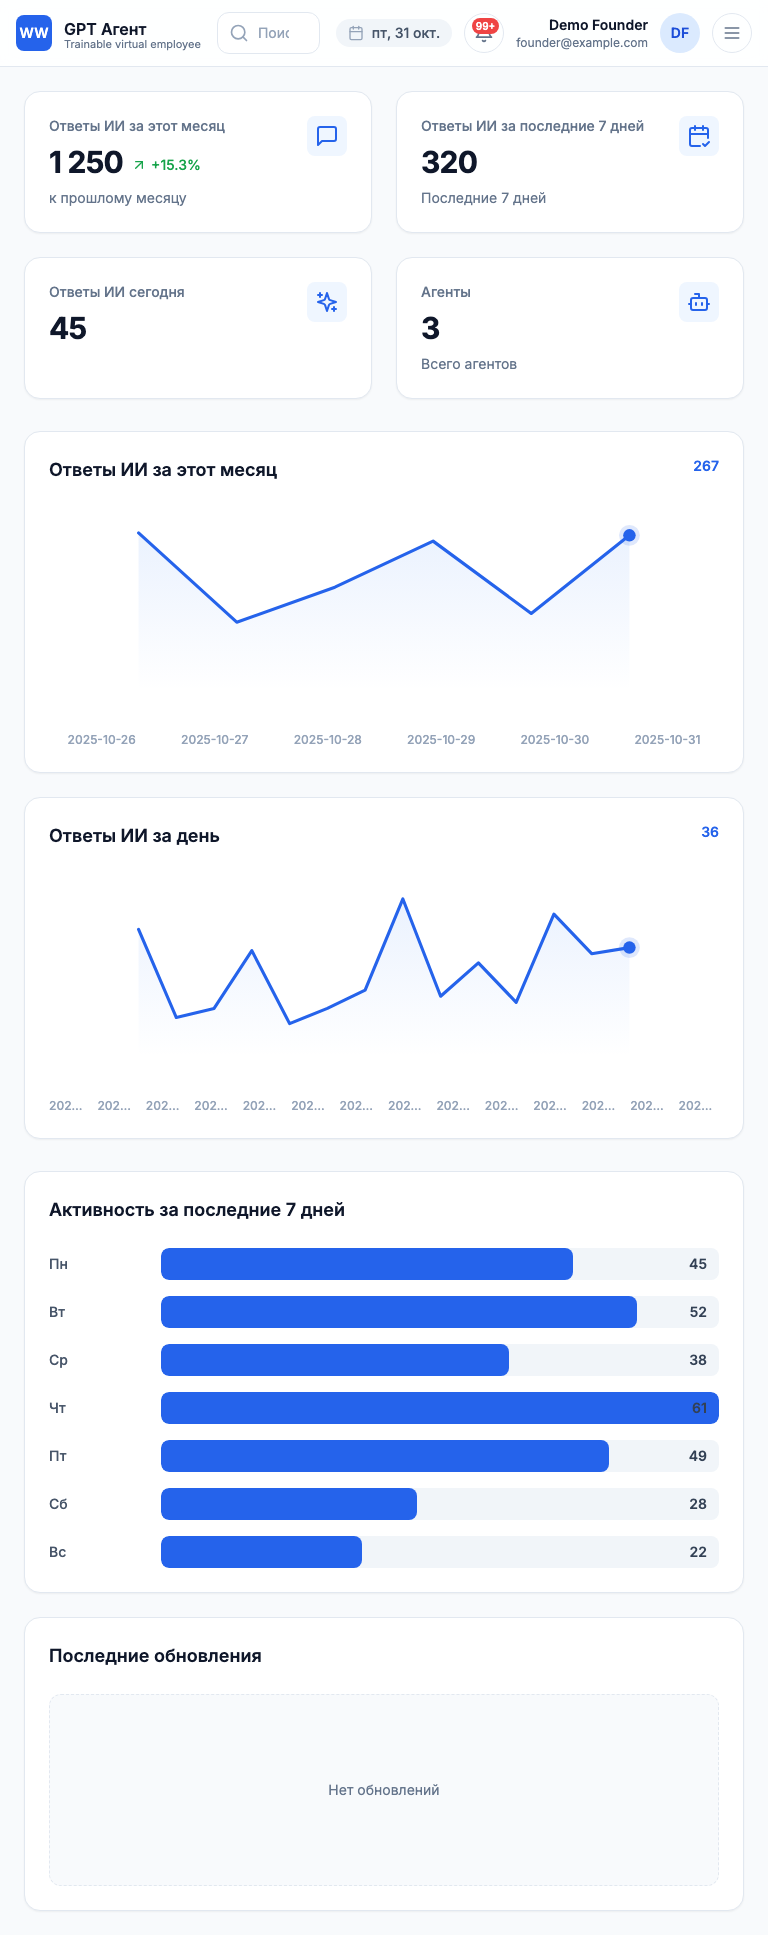 WW
GPT Агент
Trainable virtual employee
Поис
пт, 31 окт.
99+
Demo Founder
founder@example.com
DF
Ответы ИИ за этот месяц
1 250
+15.3%
к прошлому месяцу
Ответы ИИ за последние 7 дней
320
Последние 7 дней
Ответы ИИ сегодня
45
Агенты
3
Всего агентов
Ответы ИИ за этот месяц
267
2025-10-26 2025-10-27 2025-10-28 2025-10-29 2025-10-30 2025-10-31
Ответы ИИ за день
36
202... 202... 202... 202... 202... 202... 202... 202... 202... 202... 202... 202... 202... 202...
Активность за последние 7 дней
Пн 45
Вт 52
Ср 38
Чт 61
Пт 49
Сб 28
Вс 22
Последние обновления
Нет обновлений